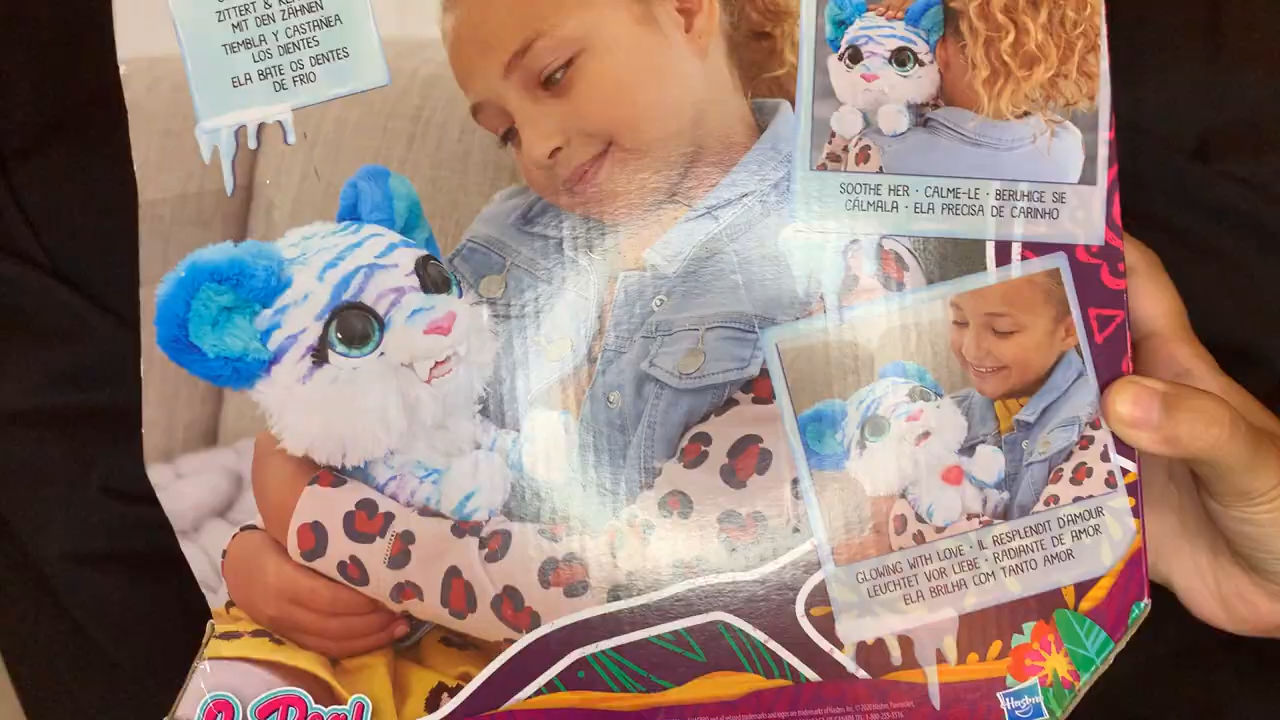 ZITTERT &
MIT DEN ZÄHNEN
TIEMBLA Y CASTAÑEA
LOS DIENTES
ELA BATE OS DENTES
DE FRIO
SOOTHE HER · CALME-LE · BERUHIGE SIE
CÁLMALA · ELA PRECISA DE CARINHO
GLOWING WITH LOVE · IL RESPLENDIT D'AMOUR
LEUCHTET VOR LIEBE · RADIANTE DE AMOR
ELA BRILHA COM TANTO AMOR
Hasbro